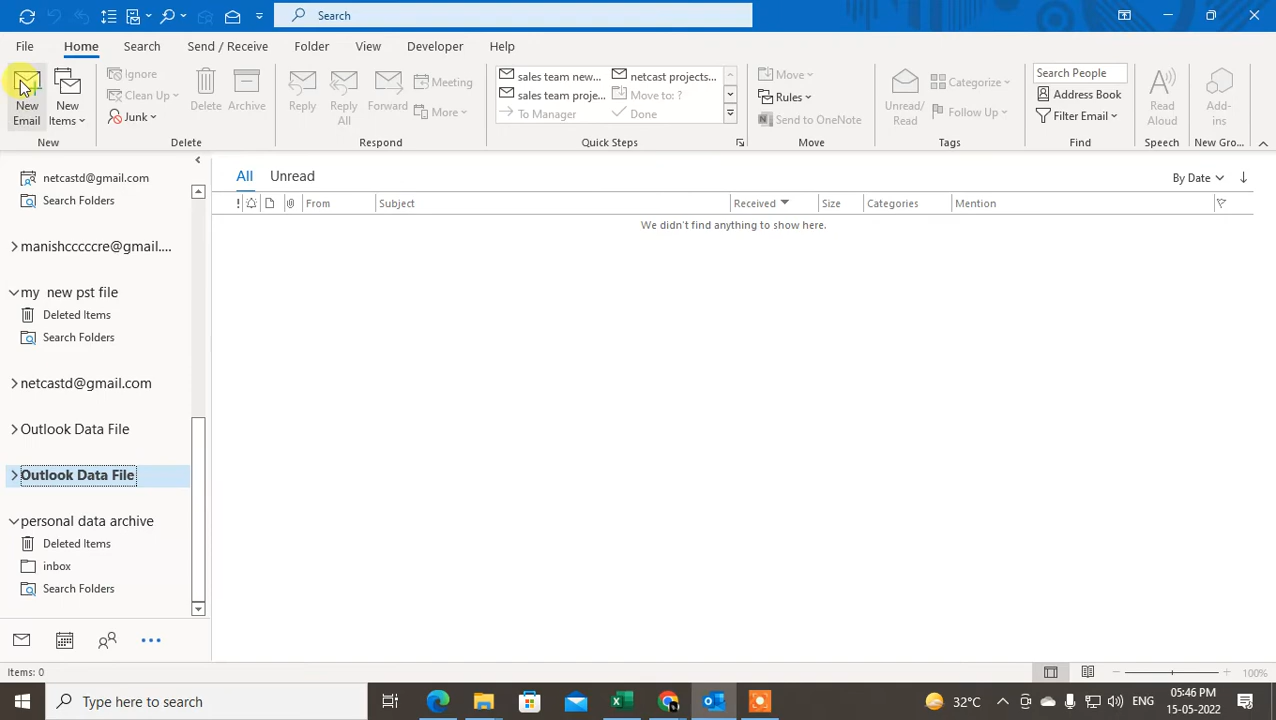 Search
File Home Search Send / Receive Folder View Developer Help
New Email
New Items
New
Ignore
Clean Up
Junk
Delete
Archive
Delete
Reply
Reply All
Forward
Meeting
More
Respond
sales team new...
netcast projects...
sales team proje...
Move to: ?
To Manager
Done
Quick Steps
Move
Rules
Send to OneNote
Move
Unread/ Read
Categorize
Follow Up
Tags
Search People
Address Book
Filter Email
Find
Read Aloud
Speech
Add-ins
New Gro...
netcastd@gmail.com
Search Folders
manishcccccre@gmail....
my new pst file
Deleted Items
Search Folders
netcastd@gmail.com
Outlook Data File
Outlook Data File
personal data archive
Deleted Items
inbox
Search Folders
All Unread
By Date
! From Subject Received Size Categories Mention
We didn't find anything to show here.
Items: 0
100%
Type here to search
32°C
ENG
05:46 PM
15-05-2022